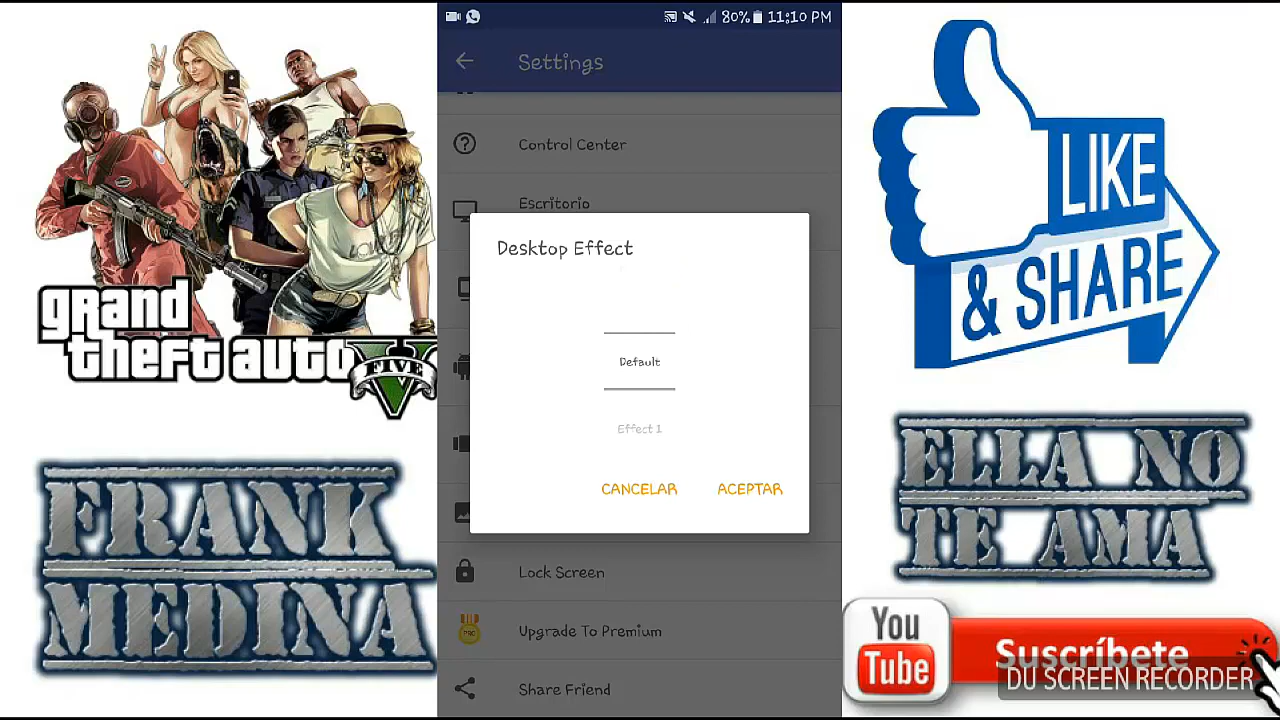 grand
theft auto
V
FIVE
FRANK
MEDINA
80% 11:10 PM
Settings
Control Center
Escritorio
Desktop Effect
Default
Effect 1
CANCELAR ACEPTAR
Lock Screen
PRO
Upgrade To Premium
Share Friend
LIKE
& SHARE
ELLA NO
TE AMA
You
Tube
Suscríbete
DU SCREEN RECORDER